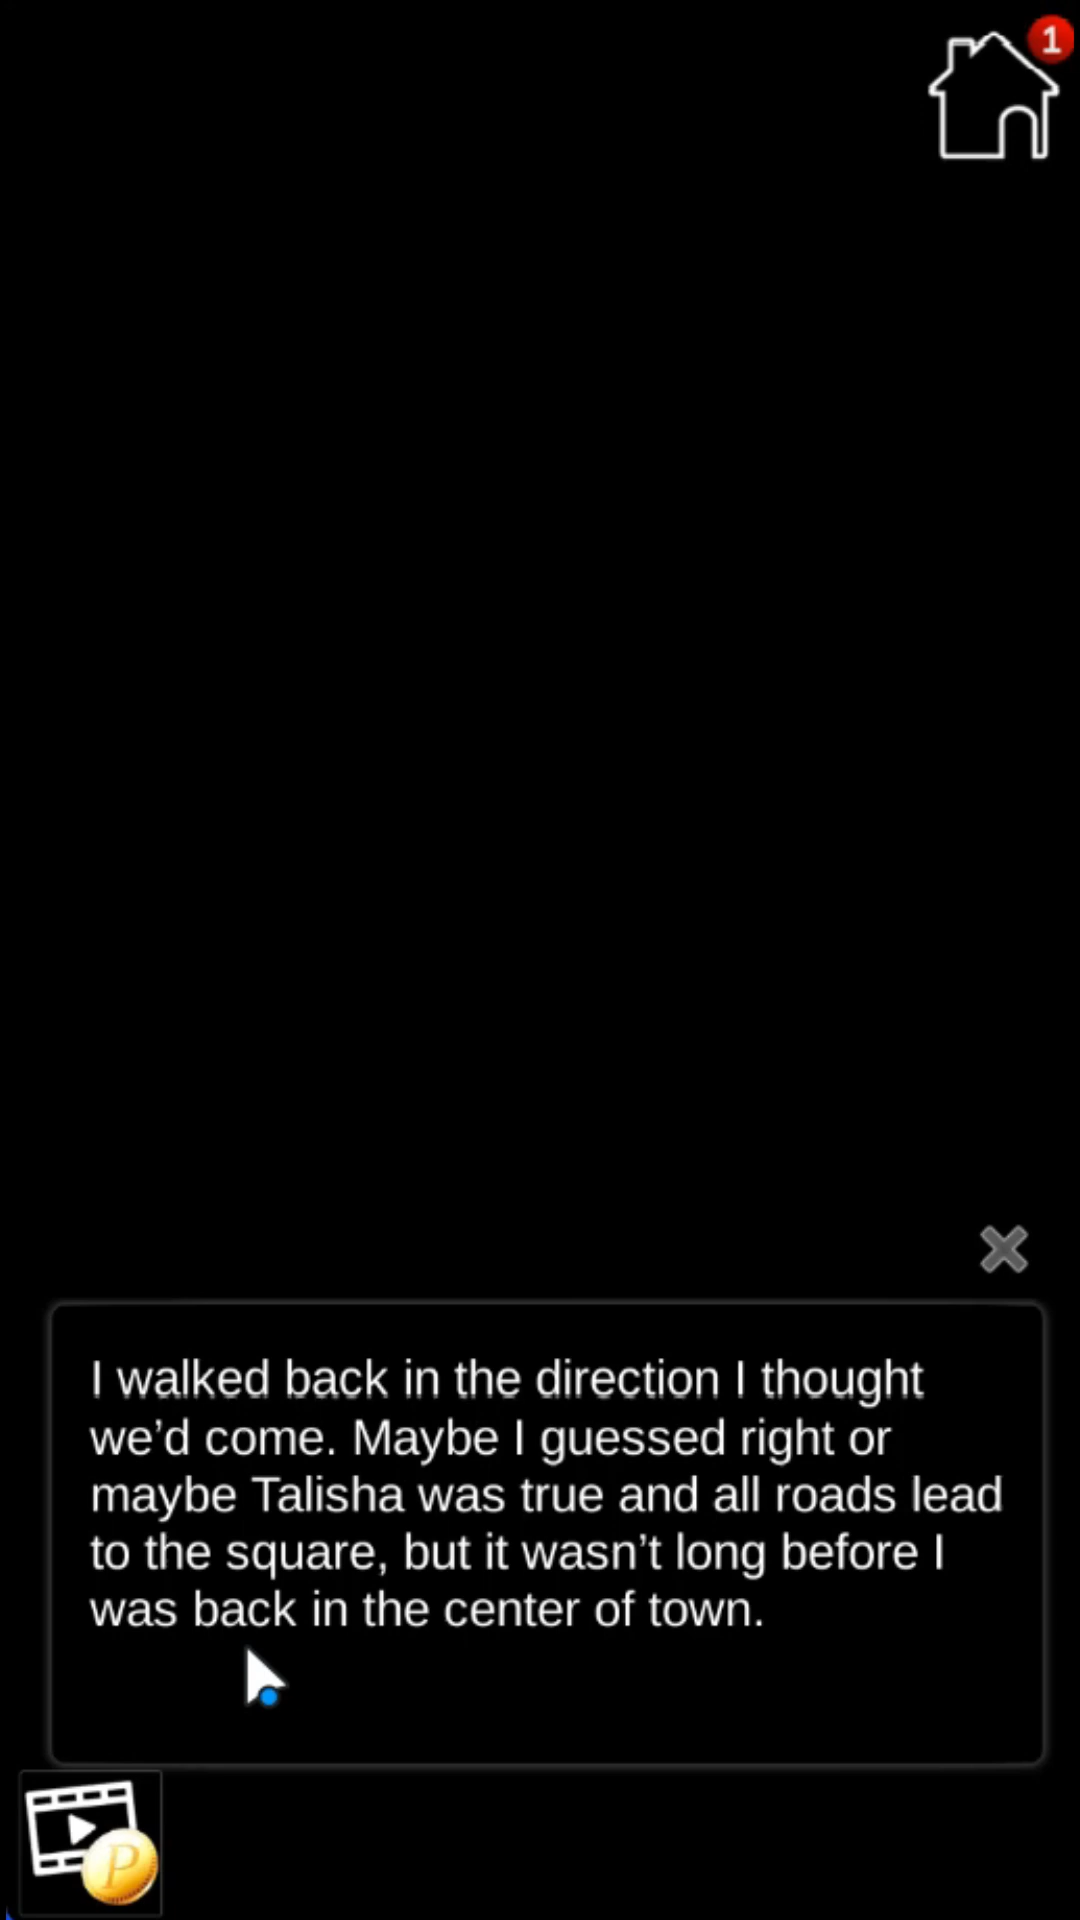 1
I walked back in the direction I thought
we’d come. Maybe I guessed right or
maybe Talisha was true and all roads lead
to the square, but it wasn’t long before I
was back in the center of town.
P